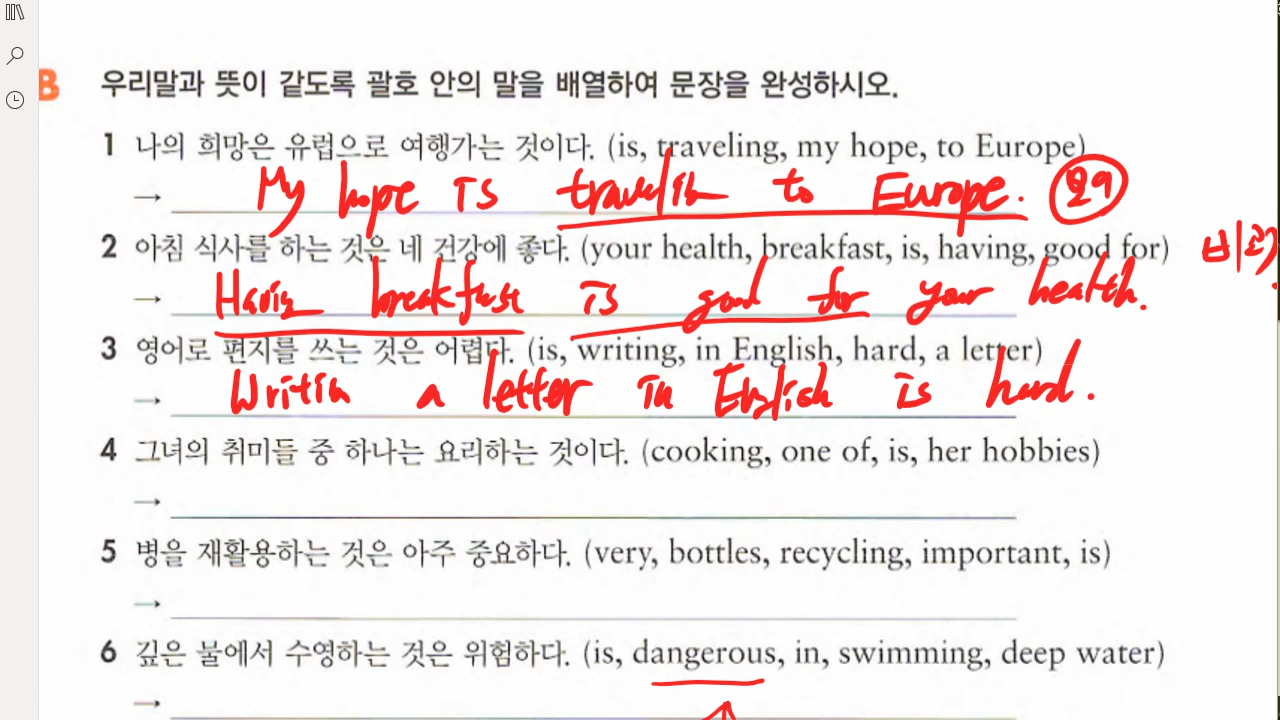 B 우리말과 뜻이 같도록 괄호 안의 말을 배열하여 문장을 완성하시오.
1 나의 희망은 유럽으로 여행가는 것이다. (is, traveling, my hope, to Europe)
→ My hope is to Europe.
2 아침 식사를 하는 것은 네 건강에 좋다. (your health, breakfast, is, having, good for)
→ breakfast is good for your health.
3 영어로 편지를 쓰는 것은 어렵다. (is, writing, in English, hard, a letter)
→ a letter in English is hard.
4 그녀의 취미들 중 하나는 요리하는 것이다. (cooking, one of, is, her hobbies)
→
5 병을 재활용하는 것은 아주 중요하다. (very, bottles, recycling, important, is)
→
6 깊은 물에서 수영하는 것은 위험하다. (is, dangerous, in, swimming, deep water)
→